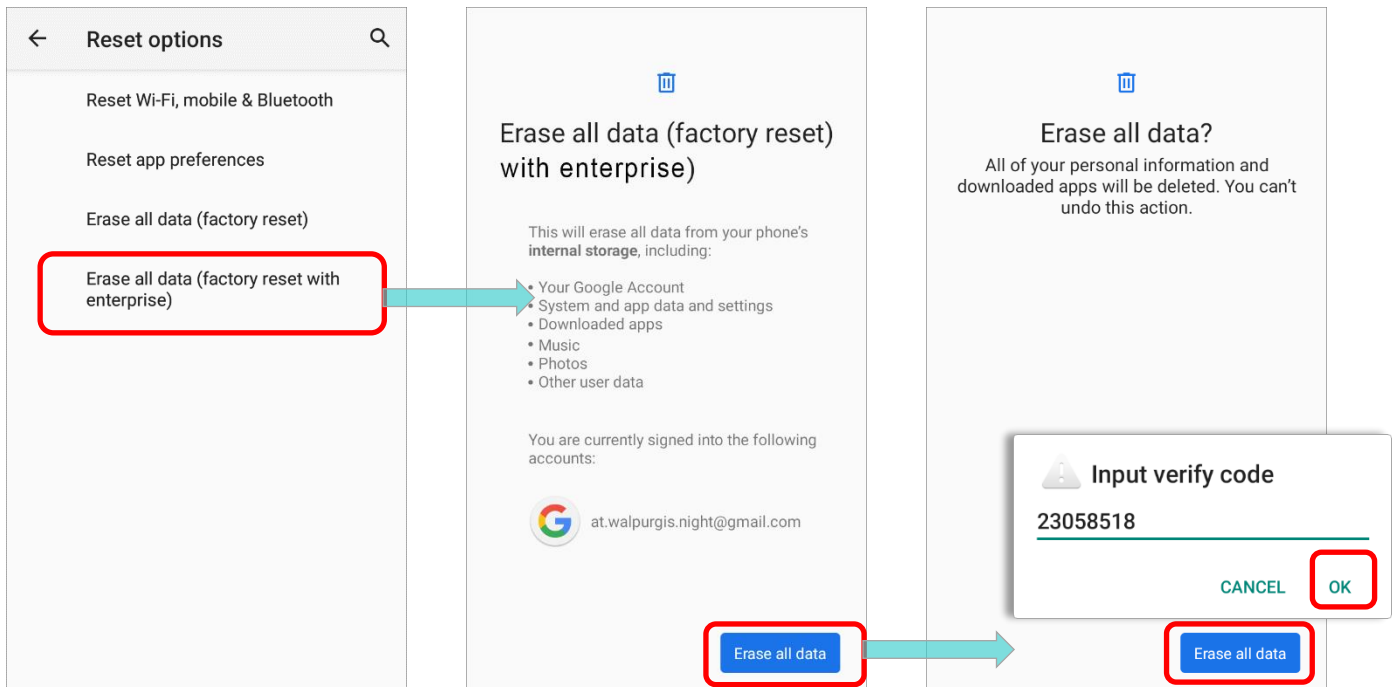 Reset options
Reset Wi-Fi, mobile & Bluetooth
Reset app preferences
Erase all data (factory reset)
Erase all data (factory reset with
enterprise)
Erase all data (factory reset)
with enterprise)
This will erase all data from your phone's
internal storage, including:
• Your Google Account
• System and app data and settings
• Downloaded apps
• Music
• Photos
• Other user data
You are currently signed into the following
accounts:
at.walpurgis.night@gmail.com
Erase all data
Erase all data?
All of your personal information and
downloaded apps will be deleted. You can't
undo this action.
Input verify code
23058518
CANCEL OK
Erase all data